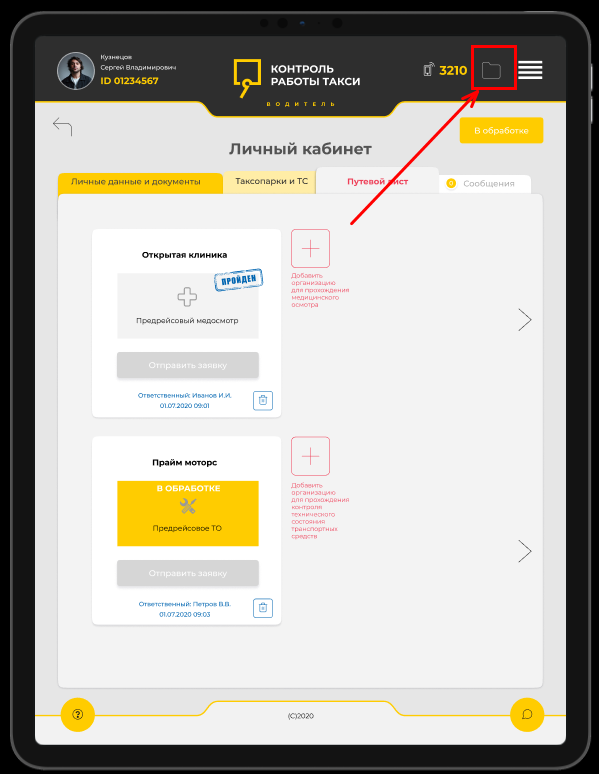 Кузнецов
Сергей Владимирович
ID 01234567
КОНТРОЛЬ
РАБОТЫ ТАКСИ
ВОДИТЕЛЬ
3210
В обработке
Личный кабинет
Личные данные и документы
Таксопарки и ТС
Путевой лист
Сообщения
Открытая клиника
ПРОЙДЕН
Предрейсовый медосмотр
Отправить заявку
Ответственный: Иванов И.И.
01.07.2020 09:01
Добавить
организацию
для прохождения
медицинского
осмотра
Прайм моторс
В ОБРАБОТКЕ
Предрейсовое ТО
Отправить заявку
Ответственный: Петров В.В.
01.07.2020 09:03
Добавить
организацию
для прохождения
контроля
технического
состояния
транспортных
средств
?
(С)2020